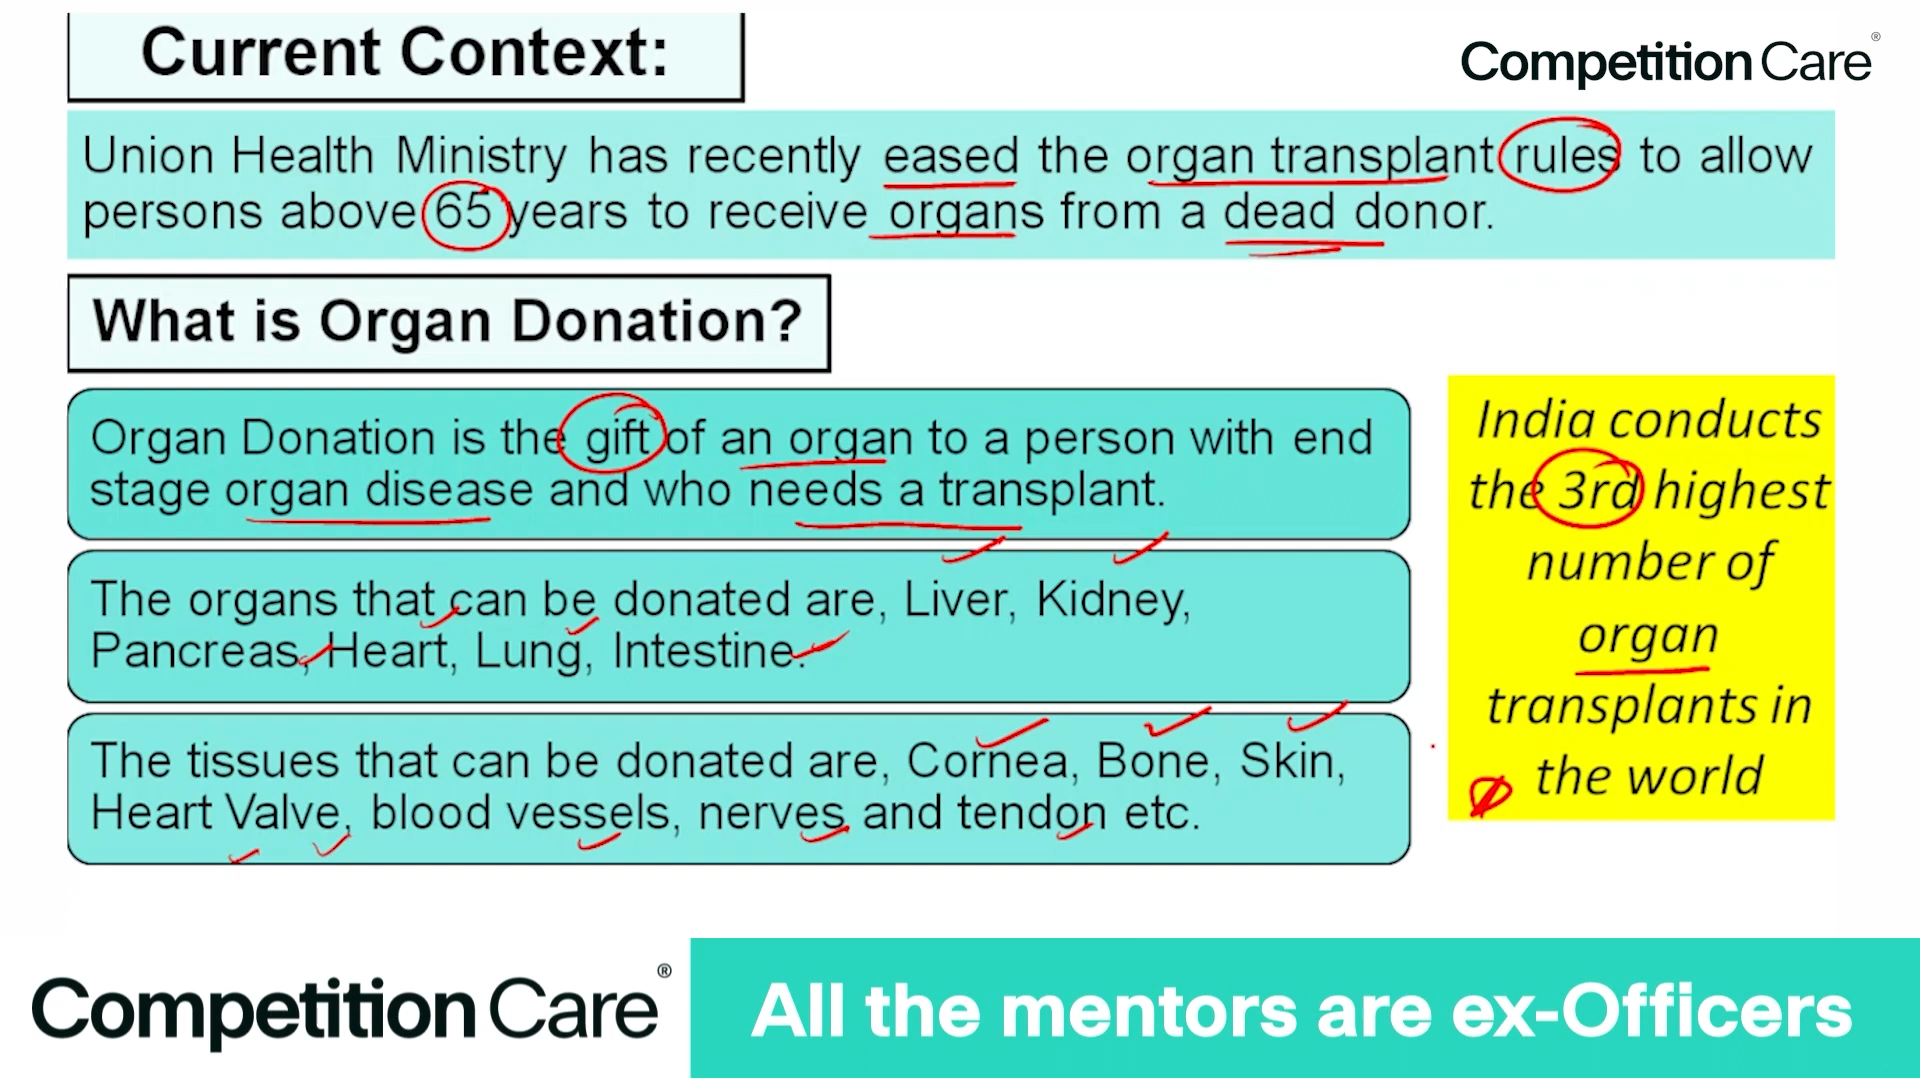 Current Context:
Competition Care®
Union Health Ministry has recently eased the organ transplant rules to allow
persons above 65 years to receive organs from a dead donor.
What is Organ Donation?
Organ Donation is the gift of an organ to a person with end
stage organ disease and who needs a transplant.
The organs that can be donated are, Liver, Kidney,
Pancreas, Heart, Lung, Intestine.
The tissues that can be donated are, Cornea, Bone, Skin,
Heart Valve, blood vessels, nerves and tendon etc.
India conducts
the 3rd highest
number of
organ
transplants in
the world
Competition Care®
All the mentors are ex-Officers